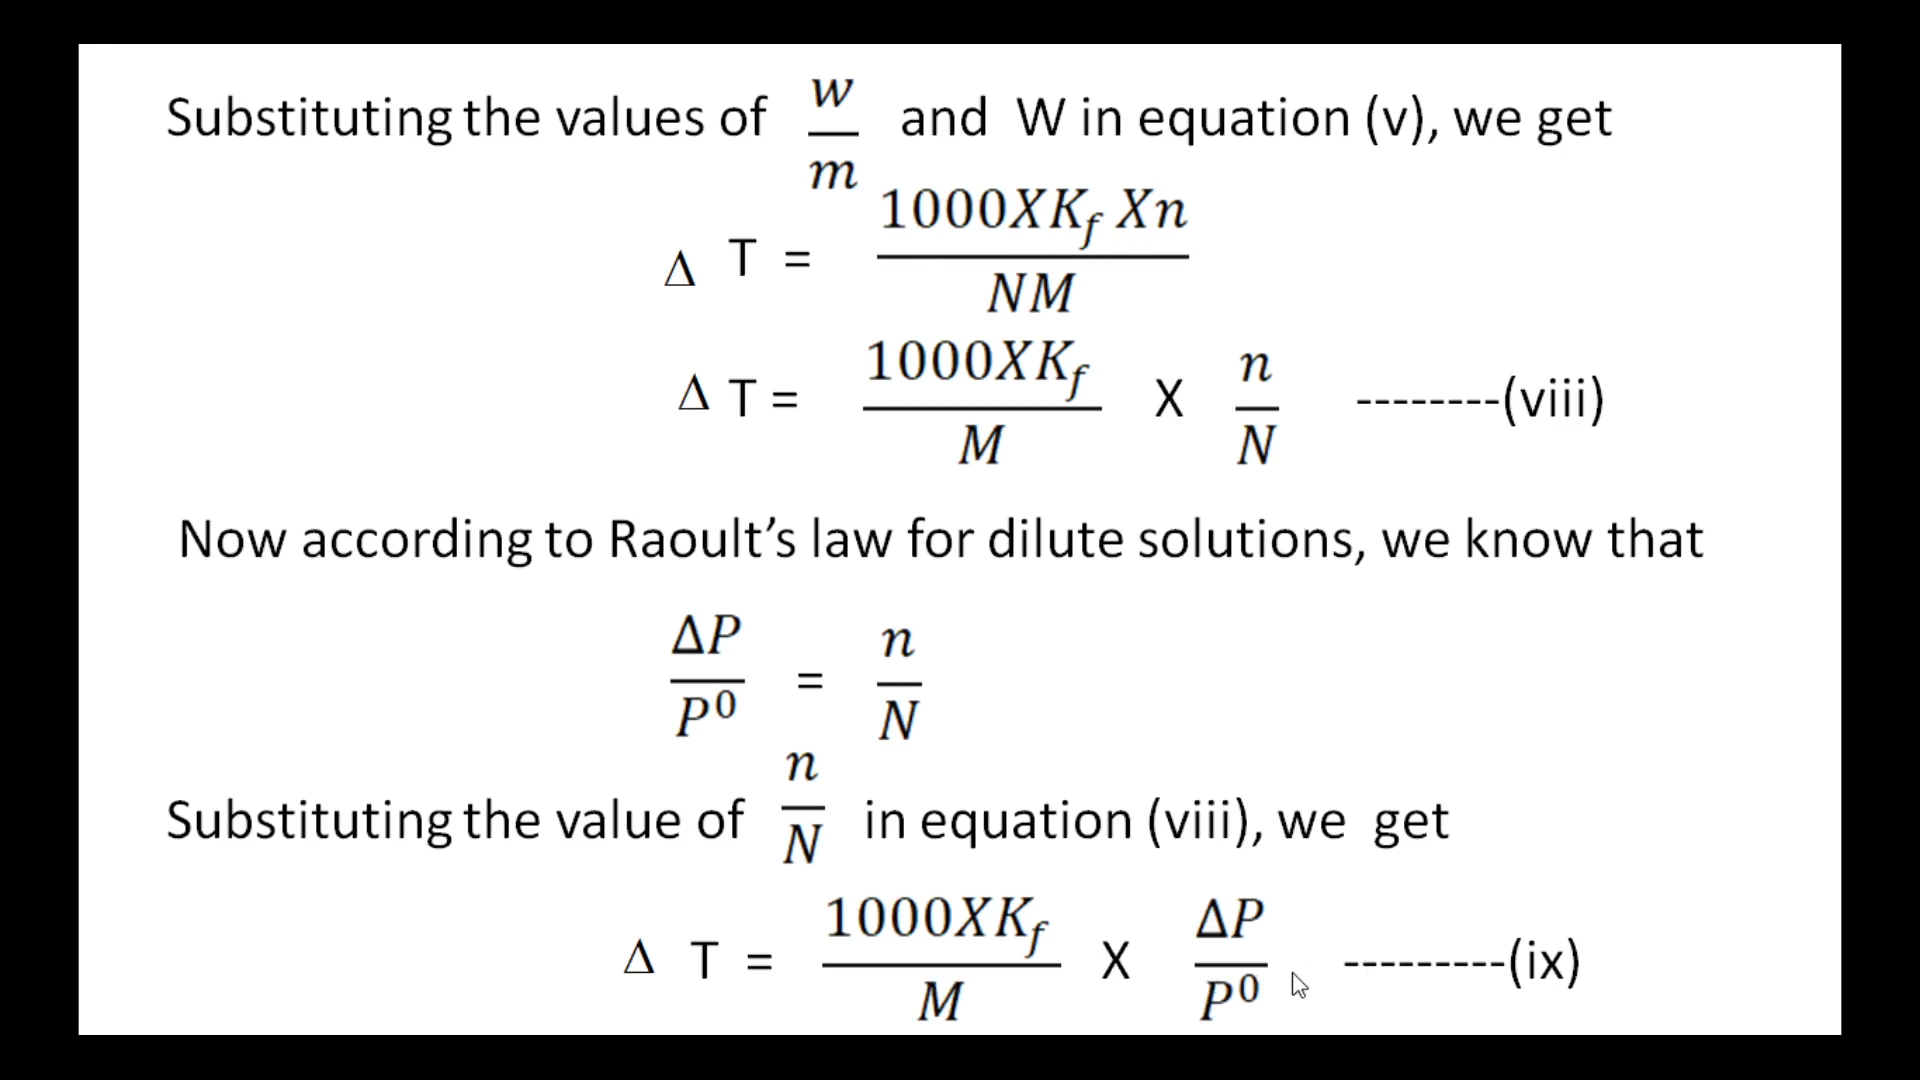 Substituting the values of w/m and W in equation (v), we get
Δ T = 1000XK_f Xn / NM
Δ T = 1000XK_f / M X n/N --------(viii)
Now according to Raoult’s law for dilute solutions, we know that
ΔP/P⁰ = n/N
Substituting the value of n/N in equation (viii), we get
Δ T = 1000XK_f / M X ΔP/P⁰ ---------(ix)